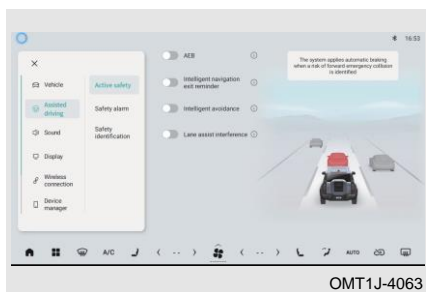 16:53
AEB
The system applies automatic braking
when a risk of forward emergency collision
is identified
Vehicle
Active safety
Intelligent navigation
exit reminder
Assisted
driving
Safety alarm
Intelligent avoidance
Sound
Safety
identification
Lane assist interference
Display
Wireless
connection
Device
manager
A/C
< -- >
< -- >
AUTO
OMT1J-4063